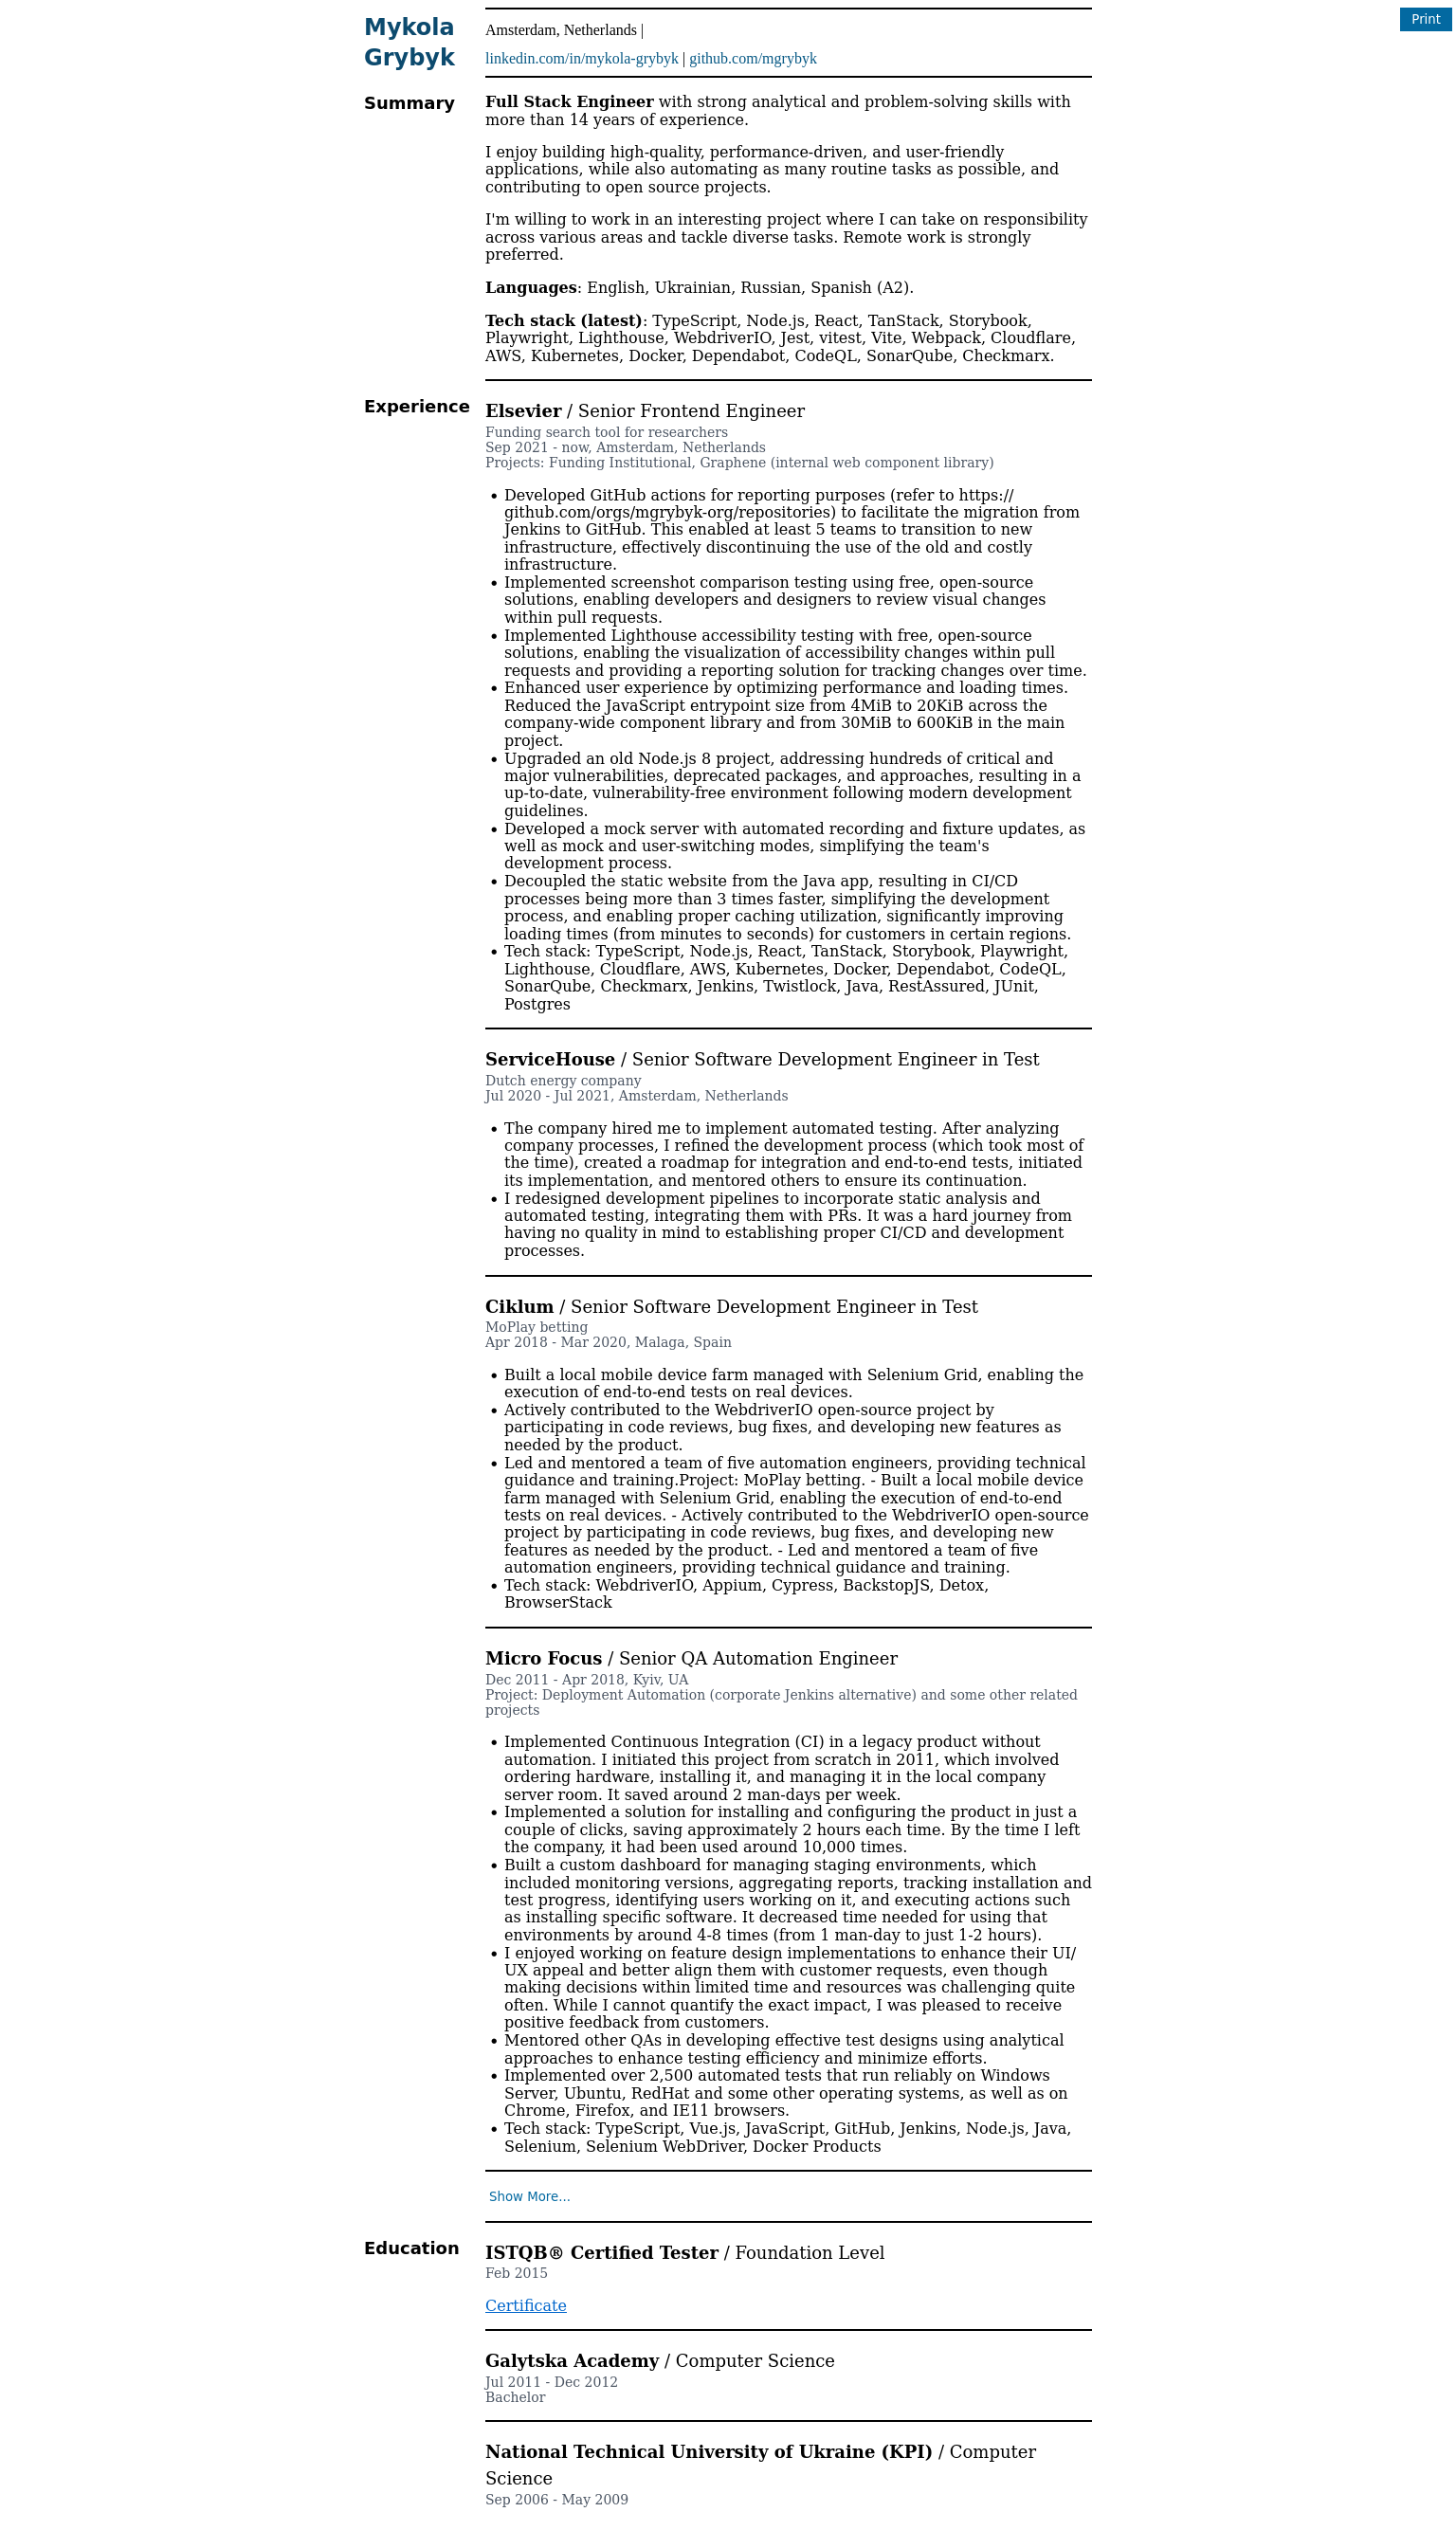 Print
Mykola
Grybyk
Amsterdam, Netherlands |
linkedin.com/in/mykola-grybyk | github.com/mgrybyk
Summary
Full Stack Engineer with strong analytical and problem-solving skills with
more than 14 years of experience.
I enjoy building high-quality, performance-driven, and user-friendly
applications, while also automating as many routine tasks as possible, and
contributing to open source projects.
I'm willing to work in an interesting project where I can take on responsibility
across various areas and tackle diverse tasks. Remote work is strongly
preferred.
Languages: English, Ukrainian, Russian, Spanish (A2).
Tech stack (latest): TypeScript, Node.js, React, TanStack, Storybook,
Playwright, Lighthouse, WebdriverIO, Jest, vitest, Vite, Webpack, Cloudflare,
AWS, Kubernetes, Docker, Dependabot, CodeQL, SonarQube, Checkmarx.
Experience
Elsevier / Senior Frontend Engineer
Funding search tool for researchers
Sep 2021 - now, Amsterdam, Netherlands
Projects: Funding Institutional, Graphene (internal web component library)
• Developed GitHub actions for reporting purposes (refer to https://
github.com/orgs/mgrybyk-org/repositories) to facilitate the migration from
Jenkins to GitHub. This enabled at least 5 teams to transition to new
infrastructure, effectively discontinuing the use of the old and costly
infrastructure.
• Implemented screenshot comparison testing using free, open-source
solutions, enabling developers and designers to review visual changes
within pull requests.
• Implemented Lighthouse accessibility testing with free, open-source
solutions, enabling the visualization of accessibility changes within pull
requests and providing a reporting solution for tracking changes over time.
• Enhanced user experience by optimizing performance and loading times.
Reduced the JavaScript entrypoint size from 4MiB to 20KiB across the
company-wide component library and from 30MiB to 600KiB in the main
project.
• Upgraded an old Node.js 8 project, addressing hundreds of critical and
major vulnerabilities, deprecated packages, and approaches, resulting in a
up-to-date, vulnerability-free environment following modern development
guidelines.
• Developed a mock server with automated recording and fixture updates, as
well as mock and user-switching modes, simplifying the team's
development process.
• Decoupled the static website from the Java app, resulting in CI/CD
processes being more than 3 times faster, simplifying the development
process, and enabling proper caching utilization, significantly improving
loading times (from minutes to seconds) for customers in certain regions.
• Tech stack: TypeScript, Node.js, React, TanStack, Storybook, Playwright,
Lighthouse, Cloudflare, AWS, Kubernetes, Docker, Dependabot, CodeQL,
SonarQube, Checkmarx, Jenkins, Twistlock, Java, RestAssured, JUnit,
Postgres
ServiceHouse / Senior Software Development Engineer in Test
Dutch energy company
Jul 2020 - Jul 2021, Amsterdam, Netherlands
• The company hired me to implement automated testing. After analyzing
company processes, I refined the development process (which took most of
the time), created a roadmap for integration and end-to-end tests, initiated
its implementation, and mentored others to ensure its continuation.
• I redesigned development pipelines to incorporate static analysis and
automated testing, integrating them with PRs. It was a hard journey from
having no quality in mind to establishing proper CI/CD and development
processes.
Ciklum / Senior Software Development Engineer in Test
MoPlay betting
Apr 2018 - Mar 2020, Malaga, Spain
• Built a local mobile device farm managed with Selenium Grid, enabling the
execution of end-to-end tests on real devices.
• Actively contributed to the WebdriverIO open-source project by
participating in code reviews, bug fixes, and developing new features as
needed by the product.
• Led and mentored a team of five automation engineers, providing technical
guidance and training.Project: MoPlay betting. - Built a local mobile device
farm managed with Selenium Grid, enabling the execution of end-to-end
tests on real devices. - Actively contributed to the WebdriverIO open-source
project by participating in code reviews, bug fixes, and developing new
features as needed by the product. - Led and mentored a team of five
automation engineers, providing technical guidance and training.
• Tech stack: WebdriverIO, Appium, Cypress, BackstopJS, Detox,
BrowserStack
Micro Focus / Senior QA Automation Engineer
Dec 2011 - Apr 2018, Kyiv, UA
Project: Deployment Automation (corporate Jenkins alternative) and some other related
projects
• Implemented Continuous Integration (CI) in a legacy product without
automation. I initiated this project from scratch in 2011, which involved
ordering hardware, installing it, and managing it in the local company
server room. It saved around 2 man-days per week.
• Implemented a solution for installing and configuring the product in just a
couple of clicks, saving approximately 2 hours each time. By the time I left
the company, it had been used around 10,000 times.
• Built a custom dashboard for managing staging environments, which
included monitoring versions, aggregating reports, tracking installation and
test progress, identifying users working on it, and executing actions such
as installing specific software. It decreased time needed for using that
environments by around 4-8 times (from 1 man-day to just 1-2 hours).
• I enjoyed working on feature design implementations to enhance their UI/
UX appeal and better align them with customer requests, even though
making decisions within limited time and resources was challenging quite
often. While I cannot quantify the exact impact, I was pleased to receive
positive feedback from customers.
• Mentored other QAs in developing effective test designs using analytical
approaches to enhance testing efficiency and minimize efforts.
• Implemented over 2,500 automated tests that run reliably on Windows
Server, Ubuntu, RedHat and some other operating systems, as well as on
Chrome, Firefox, and IE11 browsers.
• Tech stack: TypeScript, Vue.js, JavaScript, GitHub, Jenkins, Node.js, Java,
Selenium, Selenium WebDriver, Docker Products
Show More...
Education
ISTQB® Certified Tester / Foundation Level
Feb 2015
Certificate
Galytska Academy / Computer Science
Jul 2011 - Dec 2012
Bachelor
National Technical University of Ukraine (KPI) / Computer
Science
Sep 2006 - May 2009